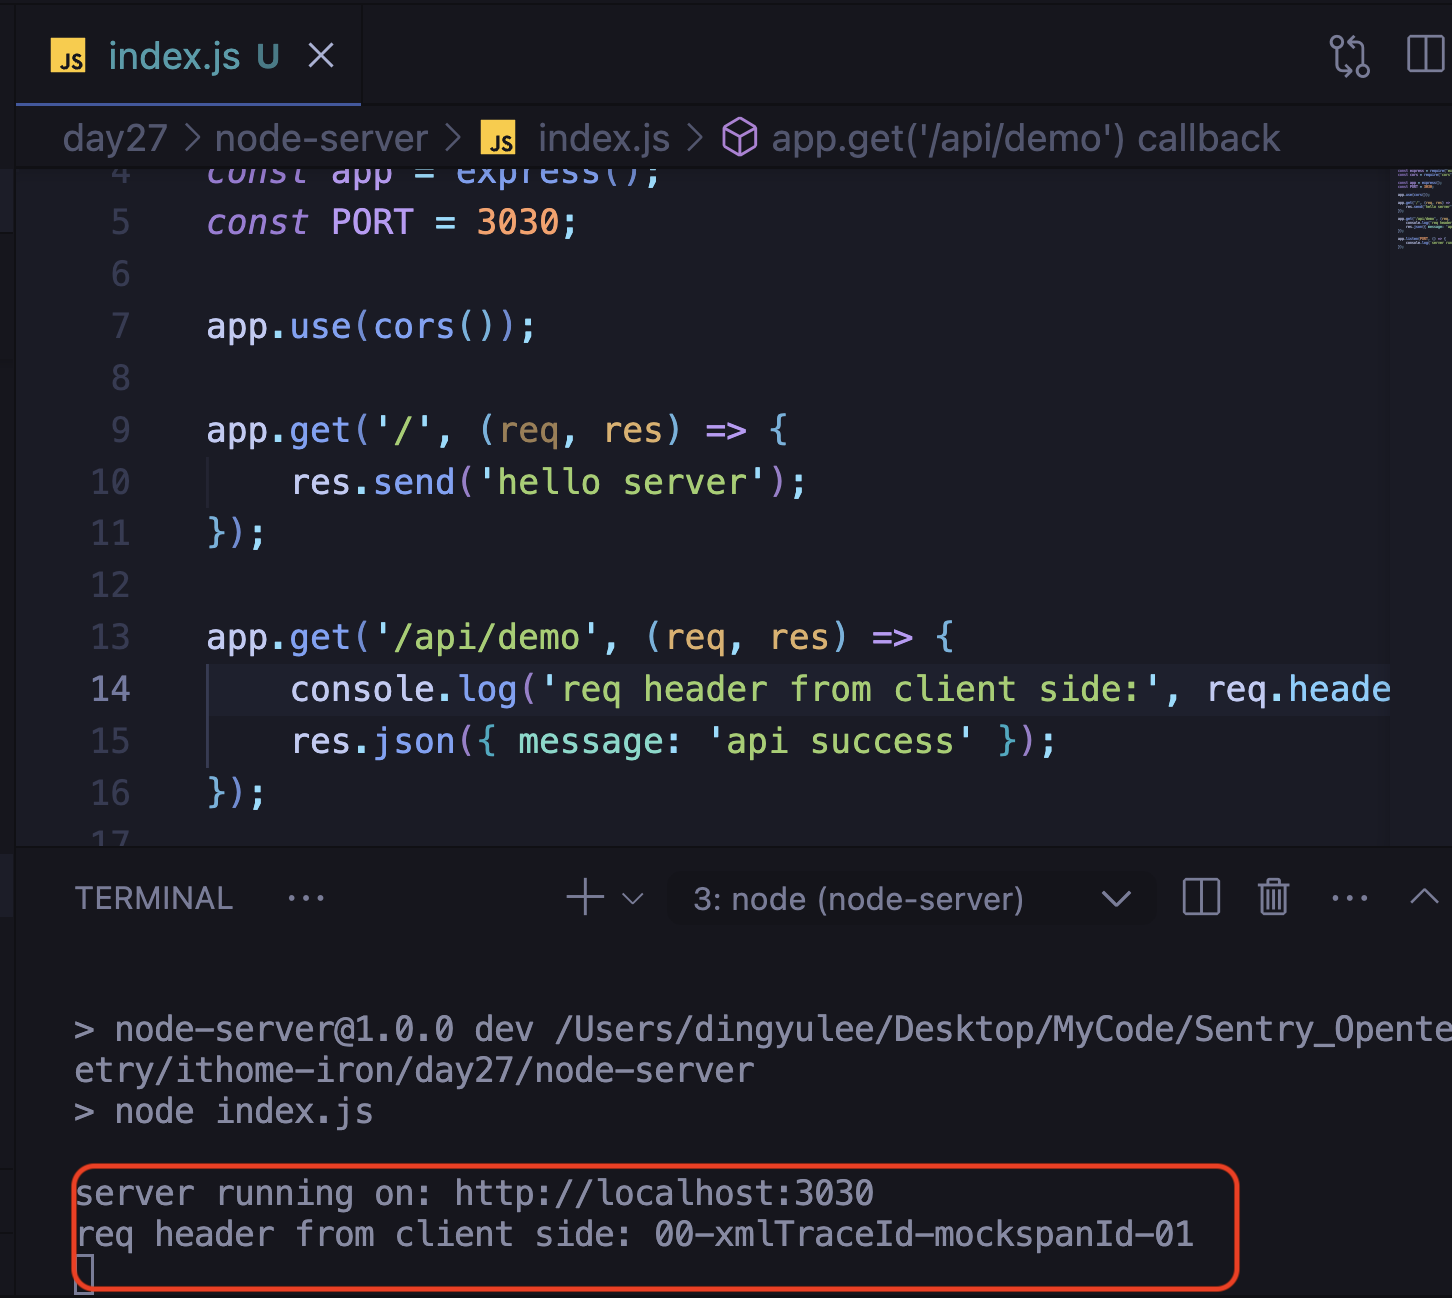 JS index.js U
day27 > node-server > JS index.js > app.get('/api/demo') callback
4 const app = express();
5 const PORT = 3030;
6
7 app.use(cors());
8
9 app.get('/', (req, res) => {
10 res.send('hello server');
11 });
12
13 app.get('/api/demo', (req, res) => {
14 console.log('req header from client side:', req.heade
15 res.json({ message: 'api success' });
16 });
17
TERMINAL ··· 3: node (node-server) ···
> node-server@1.0.0 dev /Users/dingyulee/Desktop/MyCode/Sentry_Opente
etry/ithome-iron/day27/node-server
> node index.js
server running on: http://localhost:3030
req header from client side: 00-xmlTraceId-mockspanId-01